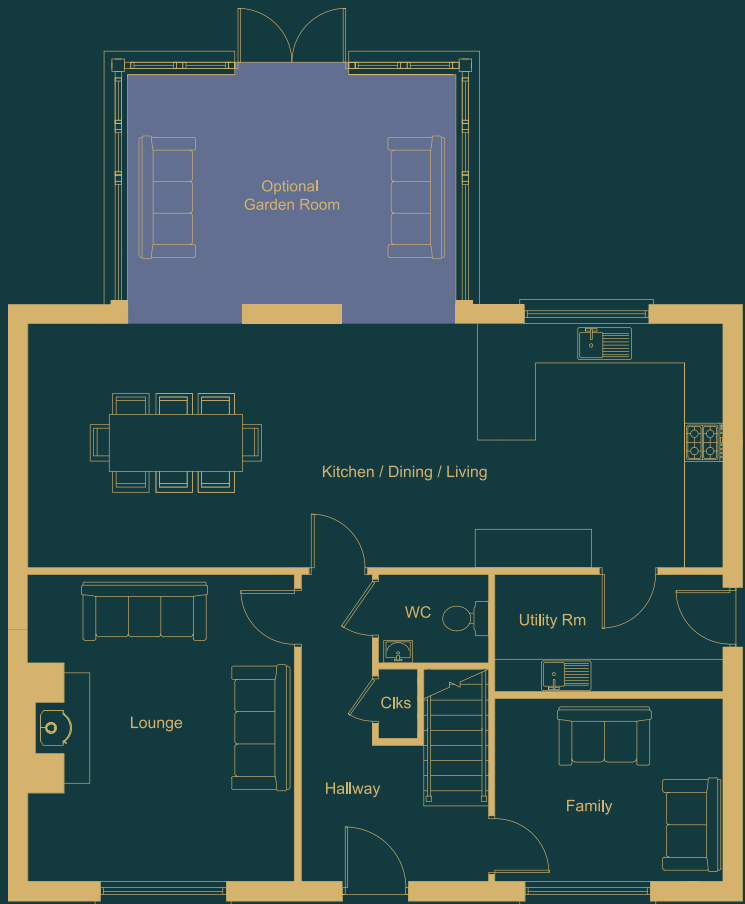 Optional
Garden Room
Kitchen / Dining / Living
WC
Utility Rm
Clks
Lounge
Hallway
Family